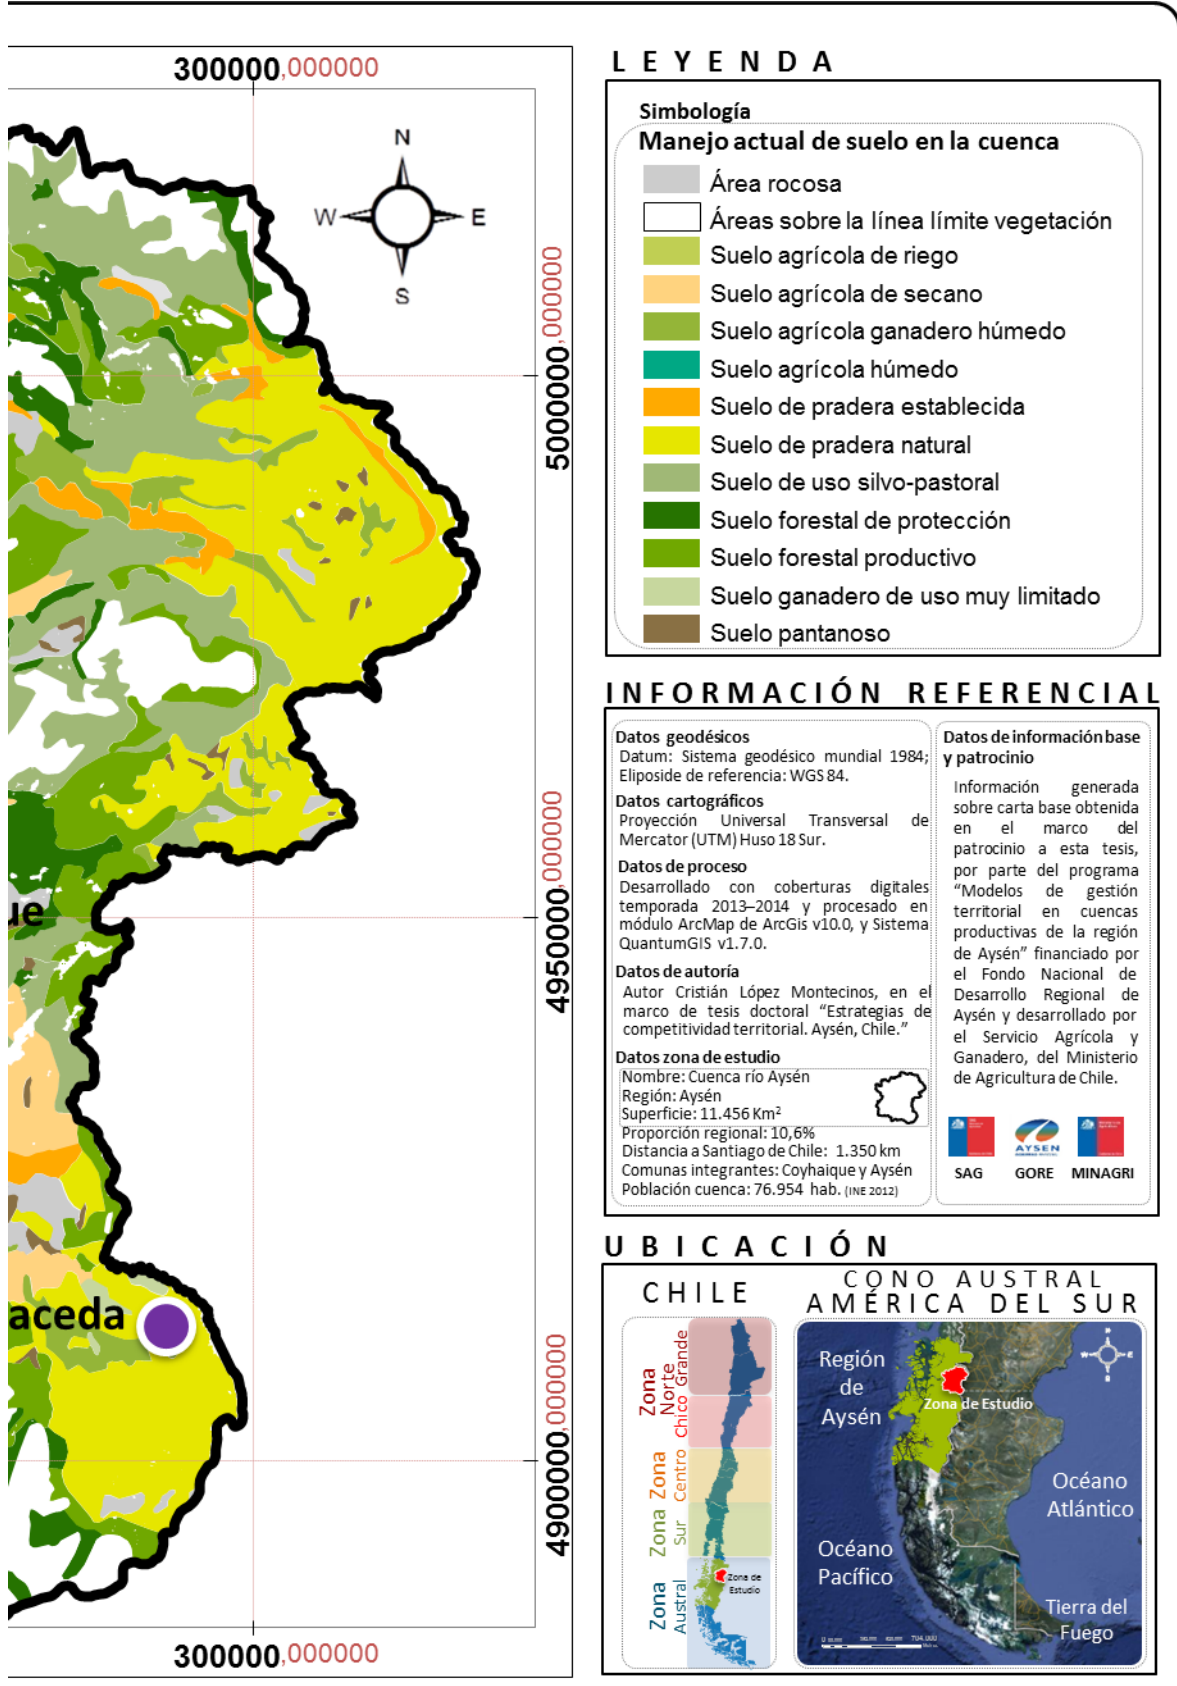 300000,000000
N
W
E
S
5000000,000000
4950000,000000
4900000,000000
ue
aceda
300000,000000
LEYENDA
Simbología
Manejo actual de suelo en la cuenca
Área rocosa
Áreas sobre la línea límite vegetación
Suelo agrícola de riego
Suelo agrícola de secano
Suelo agrícola ganadero húmedo
Suelo agrícola húmedo
Suelo de pradera establecida
Suelo de pradera natural
Suelo de uso silvo-pastoral
Suelo forestal de protección
Suelo forestal productivo
Suelo ganadero de uso muy limitado
Suelo pantanoso
INFORMACIÓN REFERENCIAL
Datos geodésicos
Datum: Sistema geodésico mundial 1984;
Eliposide de referencia: WGS 84.
Datos cartográficos
Proyección Universal Transversal de
Mercator (UTM) Huso 18 Sur.
Datos de proceso
Desarrollado con coberturas digitales
temporada 2013–2014 y procesado en
módulo ArcMap de ArcGis v10.0, y Sistema
QuantumGIS v1.7.0.
Datos de autoría
Autor Cristián López Montecinos, en el
marco de tesis doctoral “Estrategias de
competitividad territorial. Aysén, Chile.”
Datos zona de estudio
Nombre: Cuenca río Aysén
Región: Aysén
Superficie: 11.456 Km²
Proporción regional: 10,6%
Distancia a Santiago de Chile: 1.350 km
Comunas integrantes: Coyhaique y Aysén
Población cuenca: 76.954 hab. (INE 2012)
Datos de información base
y patrocinio
Información generada
sobre carta base obtenida
en el marco del
patrocinio a esta tesis,
por parte del programa
“Modelos de gestión
territorial en cuencas
productivas de la región
de Aysén” financiado por
el Fondo Nacional de
Desarrollo Regional de
Aysén y desarrollado por
el Servicio Agrícola y
Ganadero, del Ministerio
de Agricultura de Chile.
AYSEN
SAG
GORE
MINAGRI
UBICACIÓN
CHILE
Zona
Norte
Grande
Chico
Zona
Centro
Zona
Sur
Zona
Austral
Zona de
Estudio
CONO AUSTRAL
AMÉRICA DEL SUR
N
W
E
S
Región
de
Aysén
Zona de Estudio
Océano
Atlántico
Océano
Pacífico
Tierra del
Fuego